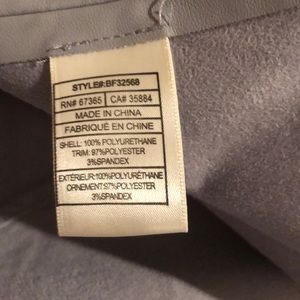 STYLE#:BF32568
RN# 67365 CA# 35884
MADE IN CHINA
FABRIQUÉ EN CHINE
SHELL: 100% POLYURETHANE
TRIM: 97%POLYESTER
3%SPANDEX
EXTÉRIEUR:100%POLYURÉTHANE
ORNEMENT:97%POLYESTER
3%SPANDEX